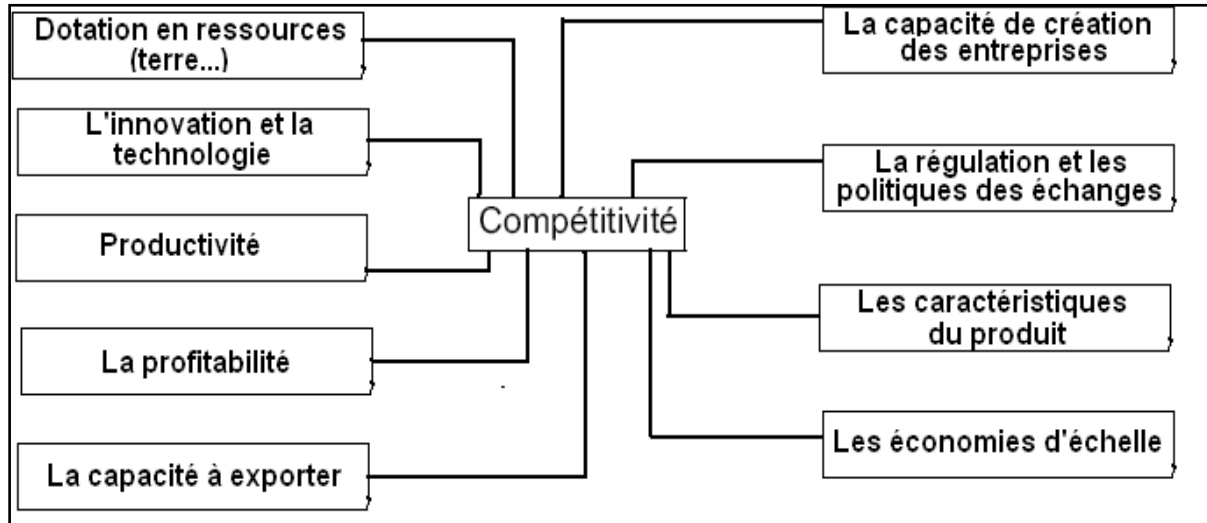 Dotation en ressources
(terre...)
L'innovation et la
technologie
Productivité
La profitabilité
La capacité à exporter
Compétitivité
La capacité de création
des entreprises
La régulation et les
politiques des échanges
Les caractéristiques
du produit
Les économies d'échelle